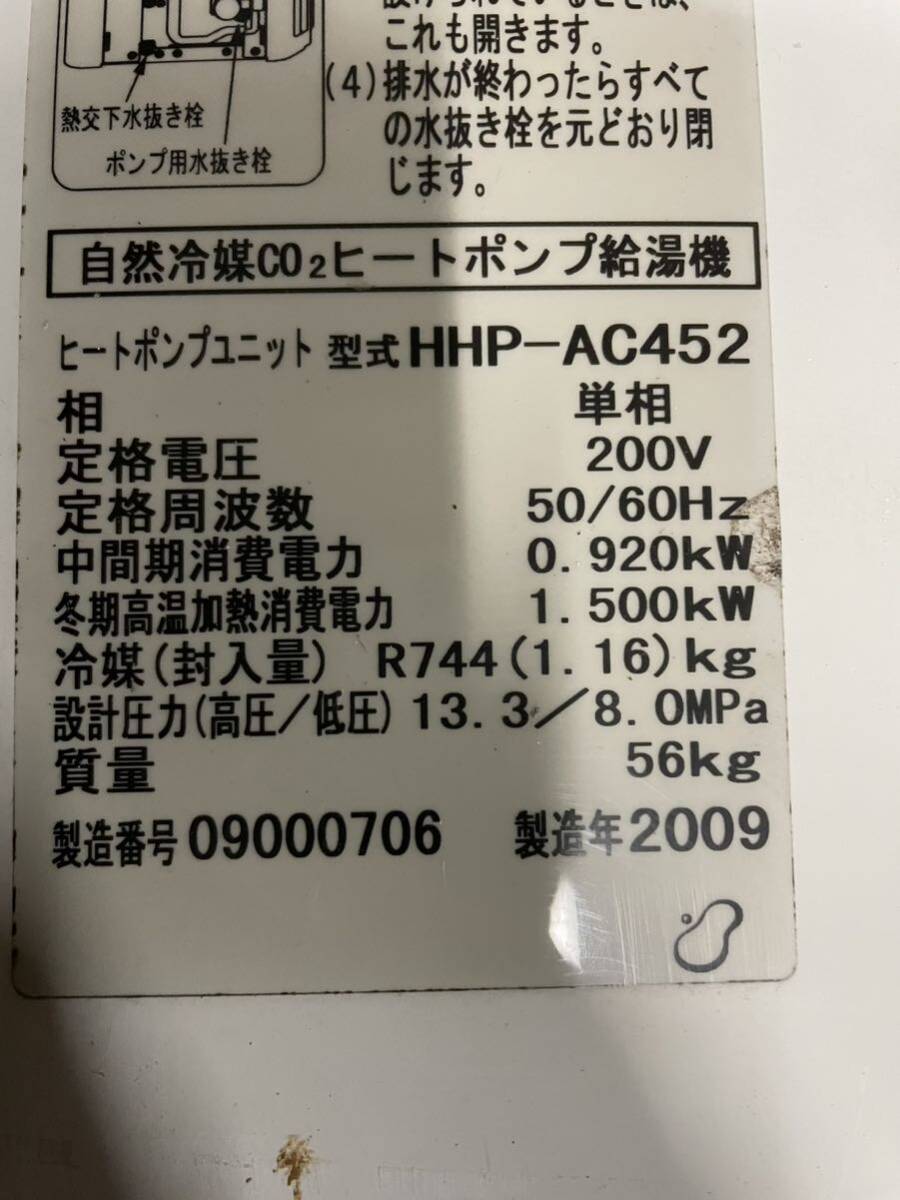 これも開きます。
(4)排水が終わったらすべて
の水抜き栓を元どおり閉
じます。
熱交下水抜き栓
ポンプ用水抜き栓
自然冷媒CO₂ヒートポンプ給湯機
ヒートポンプユニット 型式 HHP-AC452
相 単相
定格電圧 200V
定格周波数 50/60Hz
中間期消費電力 0.920kW
冬期高温加熱消費電力 1.500kW
冷媒(封入量) R744(1.16)kg
設計圧力(高圧/低圧) 13.3/8.0MPa
質量 56kg
製造番号 09000706 製造年 2009